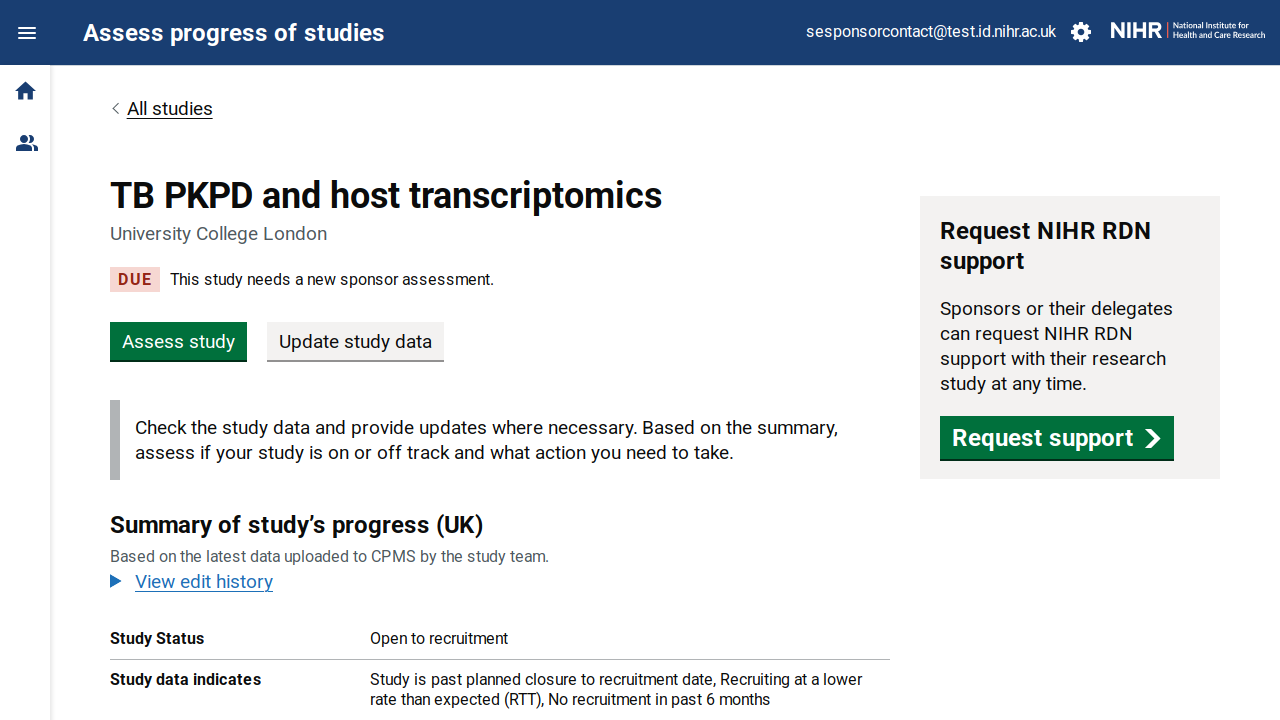 Assess progress of studies
sesponsorcontact@test.id.nihr.ac.uk
NIHR | National Institute for
Health and Care Research
All studies
TB PKPD and host transcriptomics
University College London
DUE This study needs a new sponsor assessment.
Assess study
Update study data
Check the study data and provide updates where necessary. Based on the summary,
assess if your study is on or off track and what action you need to take.
Summary of study’s progress (UK)
Based on the latest data uploaded to CPMS by the study team.
View edit history
Study Status Open to recruitment
Study data indicates Study is past planned closure to recruitment date, Recruiting at a lower
rate than expected (RTT), No recruitment in past 6 months
Request NIHR RDN
support
Sponsors or their delegates
can request NIHR RDN
support with their research
study at any time.
Request support